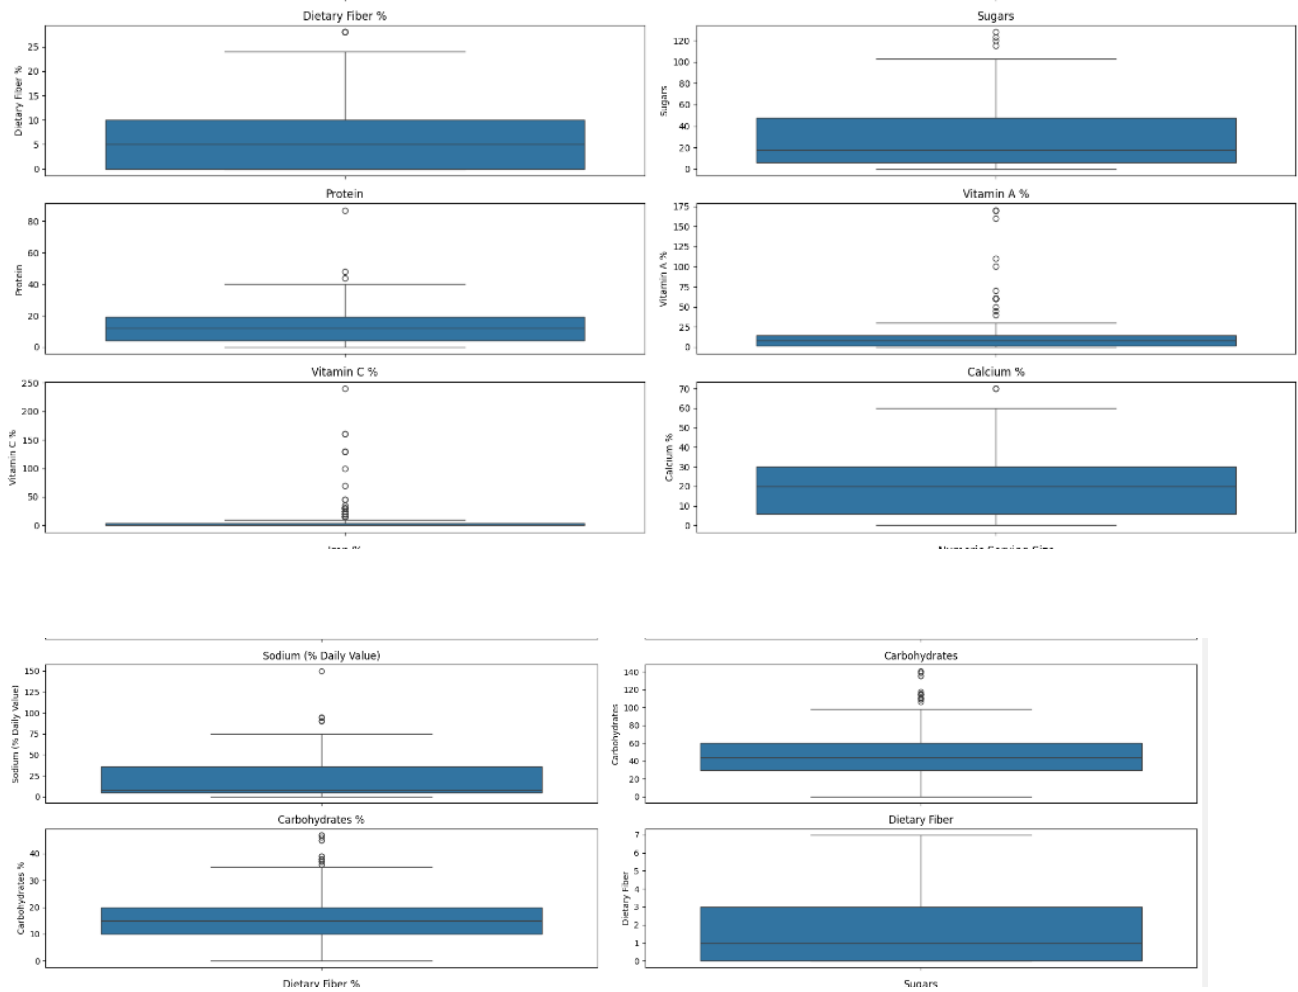 Dietary Fiber %
Sugars
Dietary Fiber %
25
20
15
10
5
0
Sugars
120
100
80
60
40
20
0
Protein
Vitamin A %
Protein
80
60
40
20
0
Vitamin A %
175
150
125
100
75
50
25
0
Vitamin C %
Calcium %
Vitamin C %
250
200
150
100
50
0
Calcium %
70
60
50
40
30
20
10
0
Iron %
Numeric Serving Size
Sodium (% Daily Value)
Carbohydrates
Sodium (% Daily Value)
150
125
100
75
50
25
0
Carbohydrates
140
120
100
80
60
40
20
0
Carbohydrates %
Dietary Fiber
Carbohydrates %
40
30
20
10
0
Dietary Fiber
7
6
5
4
3
2
1
0
Dietary Fiber %
Sugars